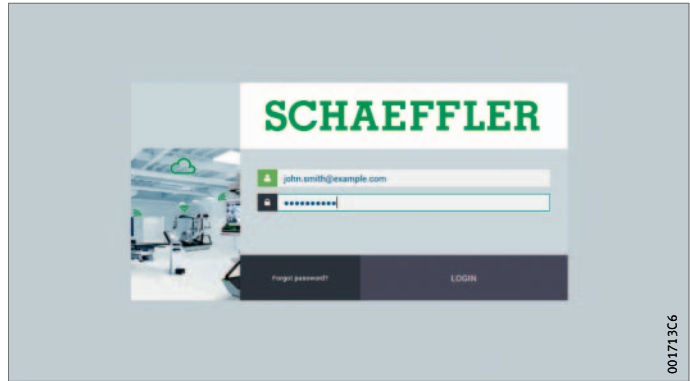 SCHAEFFLER
john.smith@example.com
••••••••••
Forgot password?
LOGIN
001713C6